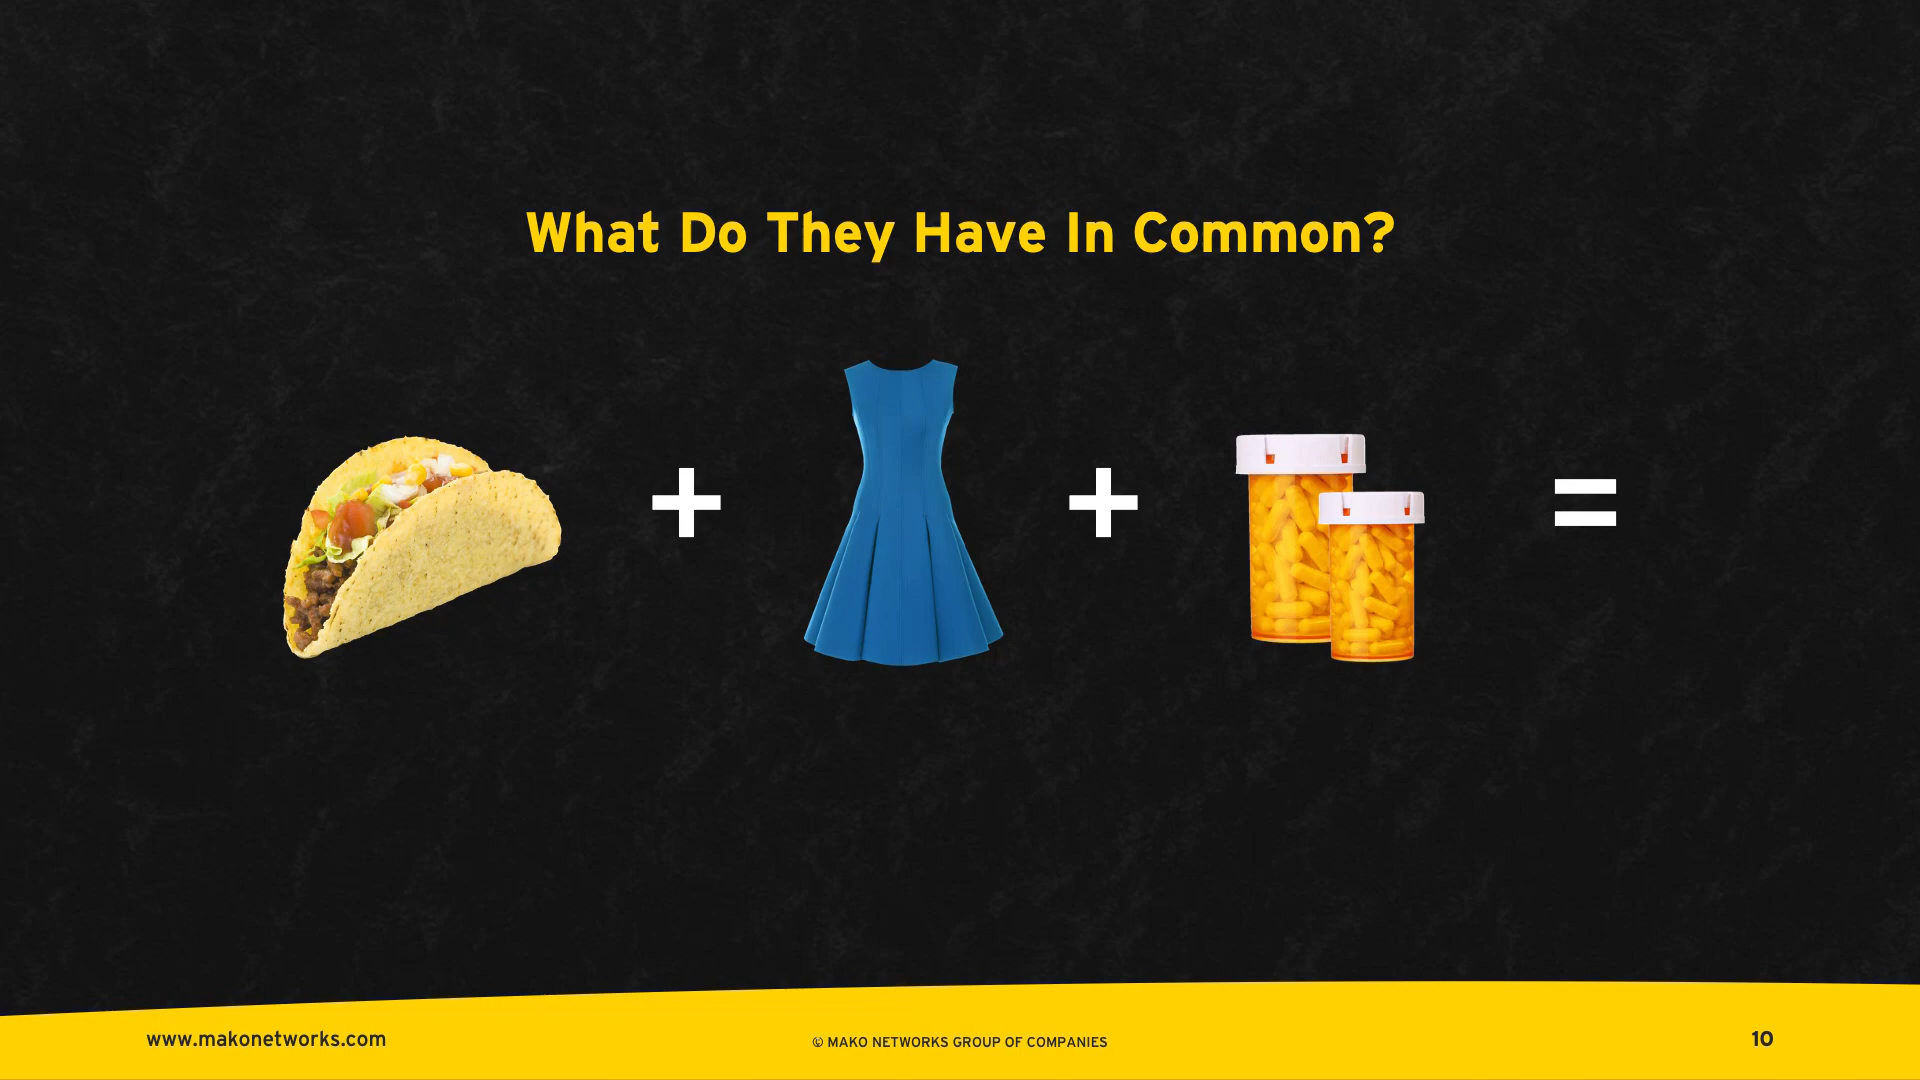 What Do They Have In Common?
+ + =
www.makonetworks.com
© MAKO NETWORKS GROUP OF COMPANIES
10